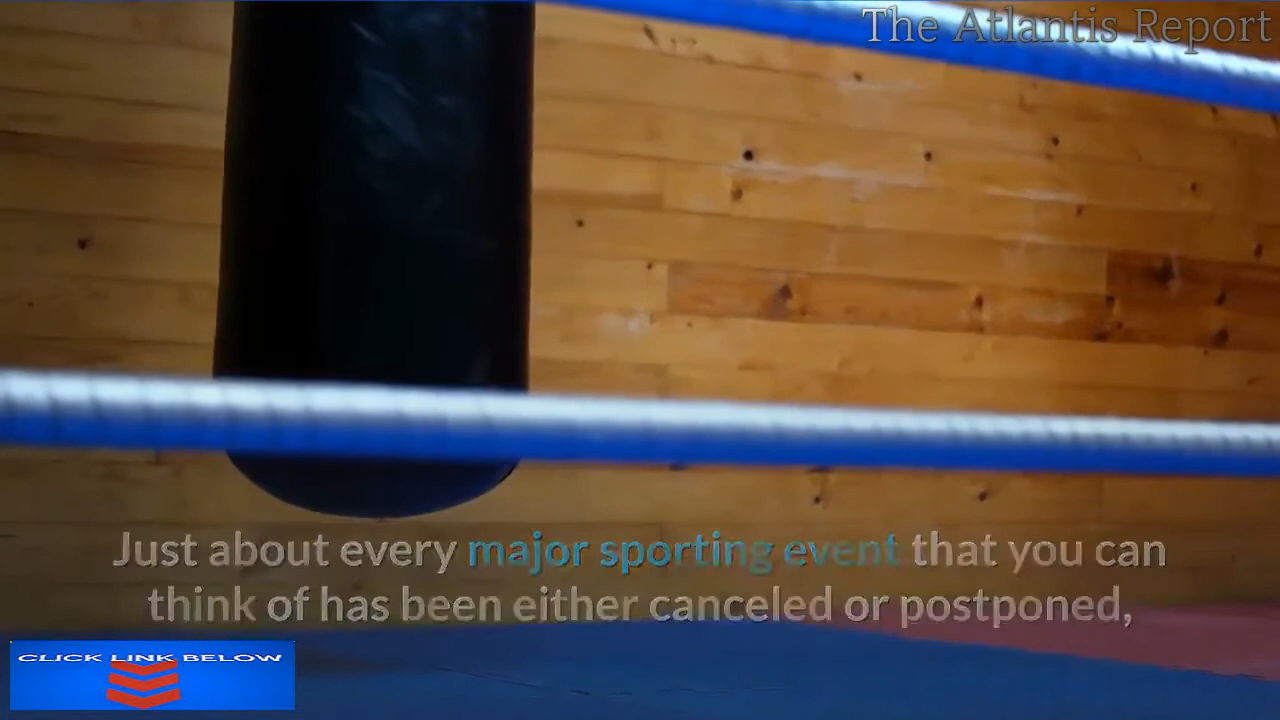 The Atlantis Report
Just about every major sporting event that you can
think of has been either canceled or postponed,
CLICK LINK BELOW